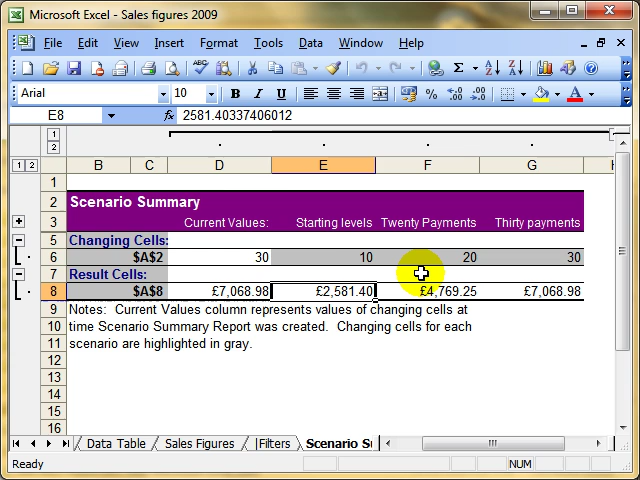 Microsoft Excel - Sales figures 2009
File Edit View Insert Format Tools Data Window Help
Arial 10 B I U % .00
E8 2581.40337406012
1
2
1 2 B C D E F G
1
2 Scenario Summary
3 Current Values: Starting levels Twenty Payments Thirty payments
5 Changing Cells:
6 $A$2 30 10 20 30
7 Result Cells:
8 $A$8 £7,068.98 £2,581.40 £4,769.25 £7,068.98
9 Notes: Current Values column represents values of changing cells at
10 time Scenario Summary Report was created. Changing cells for each
11 scenario are highlighted in gray.
12
13
14
15
16
Data Table Sales Figures Filters Scenario S
Ready NUM